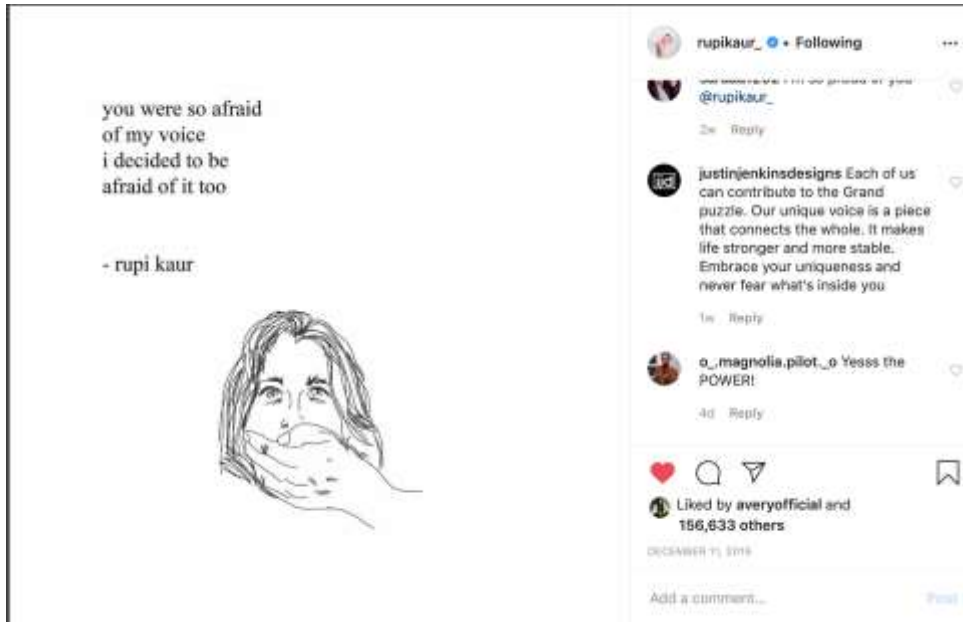 you were so afraid
of my voice
i decided to be
afraid of it too
- rupi kaur
rupikaur_ • Following
@rupikaur_
2w Reply
justinjenkinsdesigns Each of us
can contribute to the Grand
puzzle. Our unique voice is a piece
that connects the whole. It makes
life stronger and more stable.
Embrace your uniqueness and
never fear what's inside you
1w Reply
o_.magnolia.pilot._o Yesss the
POWER!
4d Reply
Liked by averyofficial and
156,633 others
DECEMBER 11,
Add a comment...
Post